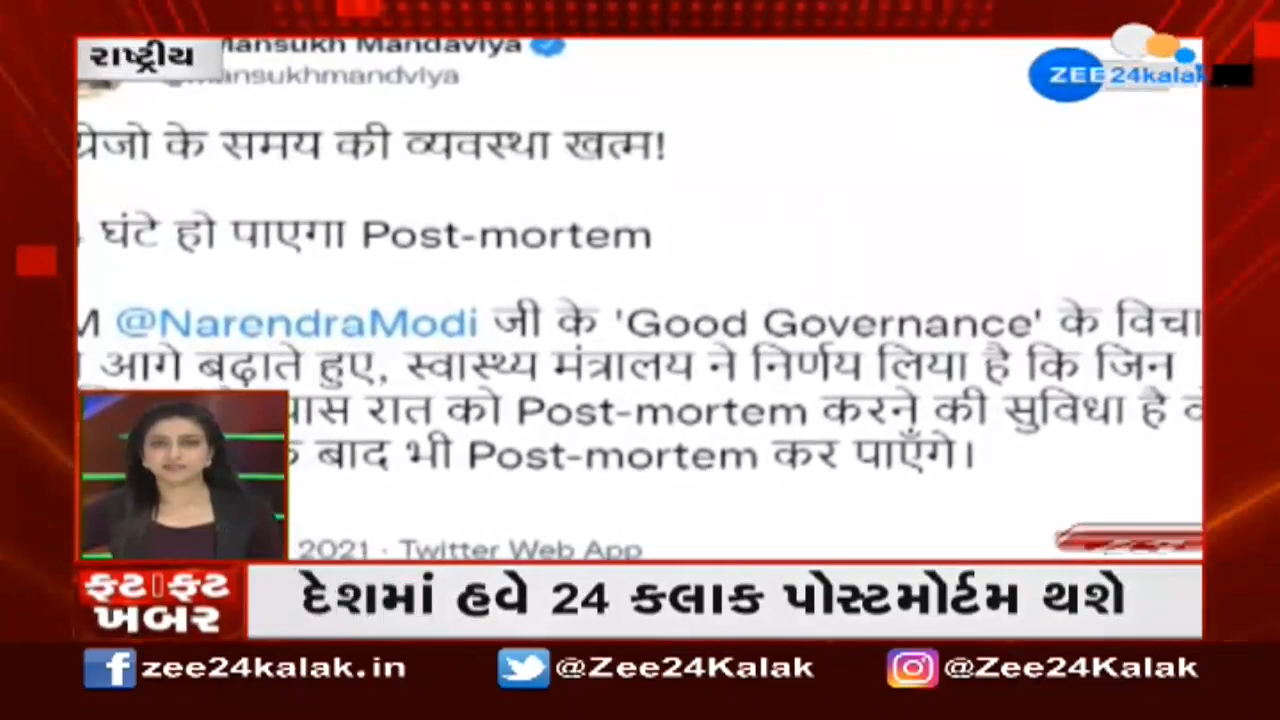 રાષ્ટ્રીય
Mansukh Mandaviya
ansukhmandviya
ZEE 24kalak
के समय की व्यवस्था खत्म!
घंटे हो पाएगा Post-mortem
@NarendraModi जी के 'Good Governance' के
आगे बढ़ाते हुए, स्वास्थ्य मंत्रालय ने निर्णय लिया है कि जिन
रात को Post-mortem करने की सुविधा है
बाद भी Post-mortem कर पाएँगे।
2021 · Twitter Web App
ફટાફટ
ખબર
દેશમાં હવે 24 કલાક પોસ્ટમોર્ટમ થશે
zee24kalak.in
@Zee24Kalak
@Zee24Kalak